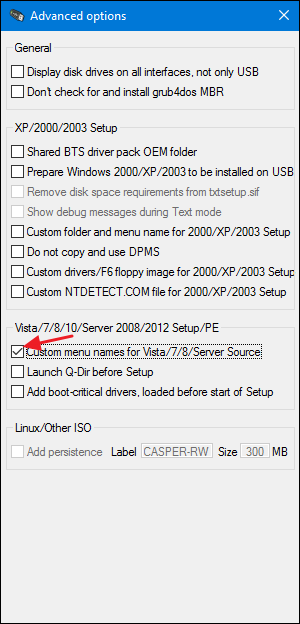 Advanced options
General
Display disk drives on all interfaces, not only USB
Don't check for and install grub4dos MBR
XP/2000/2003 Setup
Shared BTS driver pack OEM folder
Prepare Windows 2000/XP/2003 to be installed on USB
Remove disk space requirements from txtsetup.sif
Show debug messages during Text mode
Custom folder and menu name for 2000/XP/2003 Setup
Do not copy and use DPMS
Custom drivers/F6 floppy image for 2000/XP/2003 Setup
Custom NTDETECT.COM file for 2000/XP/2003 Setup
Vista/7/8/10/Server 2008/2012 Setup/PE
Custom menu names for Vista/7/8/Server Source
Launch Q-Dir before Setup
Add boot-critical drivers, loaded before start of Setup
Linux/Other ISO
Add persistence Label CASPER-RW Size 300 MB